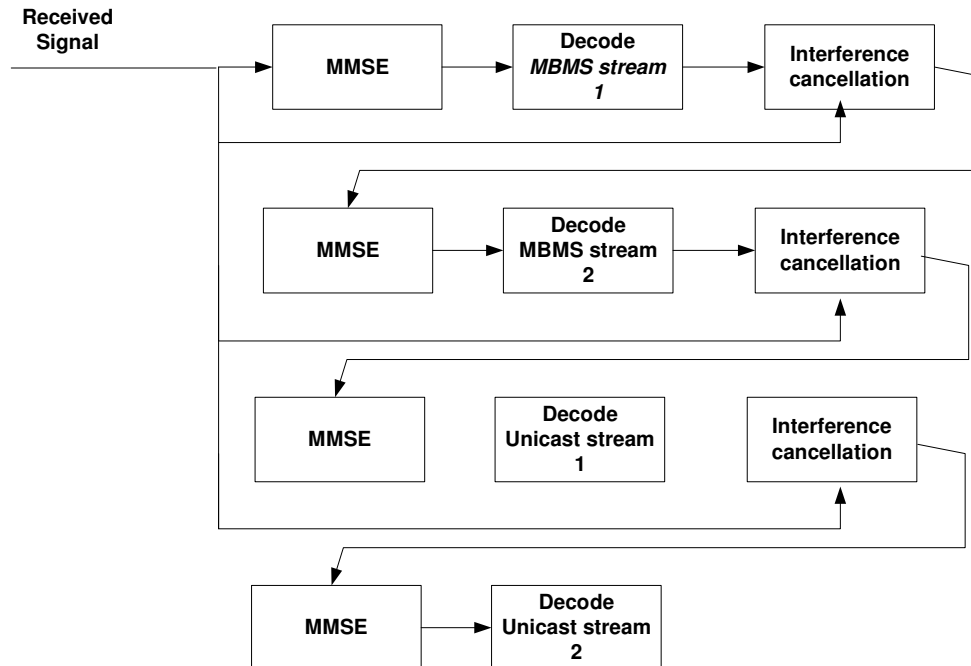 Received
Signal
MMSE
Decode
MBMS stream
1
Interference
cancellation
MMSE
Decode
MBMS stream
2
Interference
cancellation
MMSE
Decode
Unicast stream
1
Interference
cancellation
MMSE
Decode
Unicast stream
2